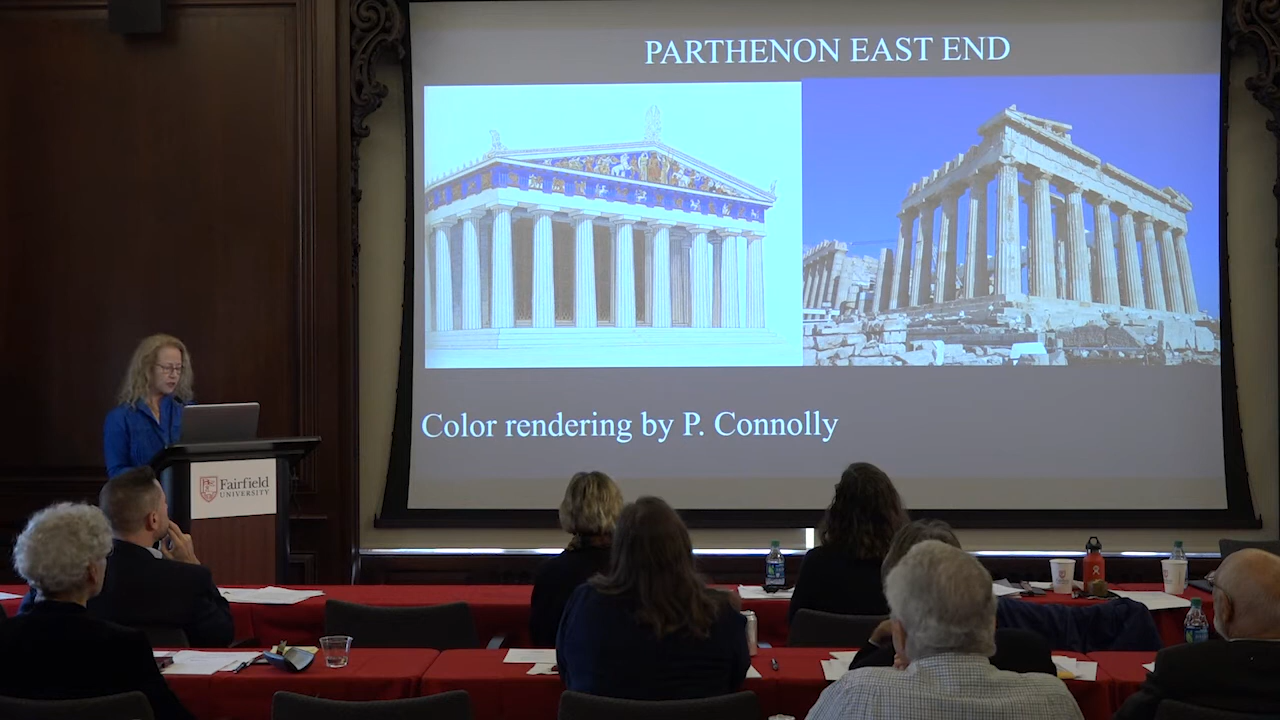 PARTHENON EAST END
Color rendering by P. Connolly
Fairfield
UNIVERSITY